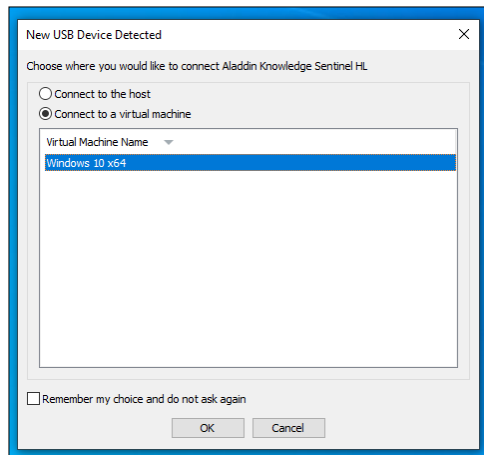 New USB Device Detected
Choose where you would like to connect Aladdin Knowledge Sentinel HL
Connect to the host
Connect to a virtual machine
Virtual Machine Name
Windows 10 x64
Remember my choice and do not ask again
OK Cancel